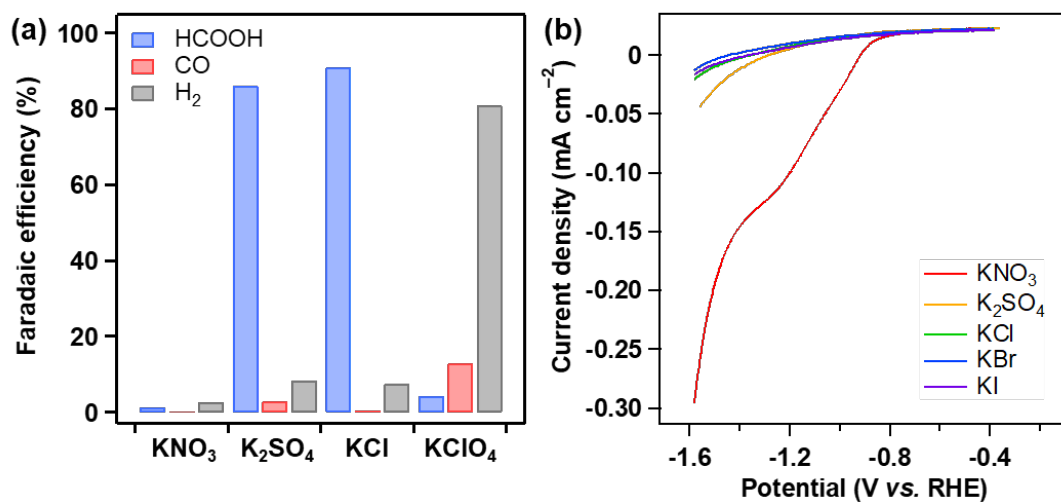 (a)
Faradaic efficiency (%)
100
80
60
40
20
0
HCOOH
CO
H₂
KNO₃ K₂SO₄ KCl KClO₄
(b)
Current density (mA cm⁻²)
0
-0.05
-0.10
-0.15
-0.20
-0.25
-0.30
KNO₃
K₂SO₄
KCl
KBr
KI
-1.6 -1.2 -0.8 -0.4
Potential (V vs. RHE)